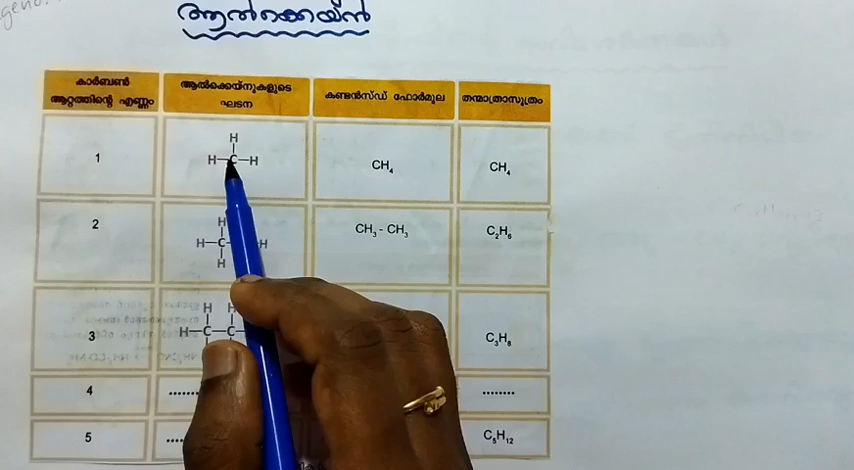 ആൽക്കെയ്ൻ
കാർബൺ ആറ്റത്തിന്റെ എണ്ണം
ആൽക്കെയ്നുകളുടെ ഘടന
കണ്ടൻസ്ഡ് ഫോർമുല
തന്മാത്രാസൂത്രം
1
H
H—C—H
CH₄
CH₄
2
H
H—C H
H
CH₃ - CH₃
C₂H₆
3
H H
H—C—C
C₃H₈
4
........
........
5
C₅H₁₂